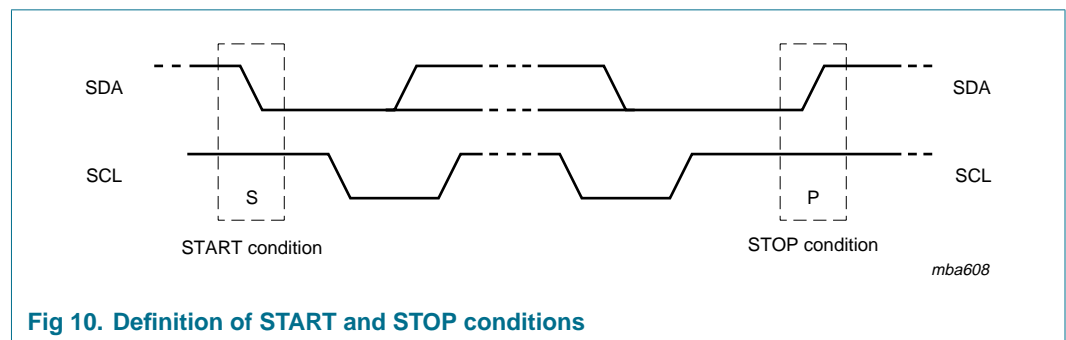 SDA SDA
SCL SCL
S P
START condition STOP condition
mba608
Fig 10. Definition of START and STOP conditions